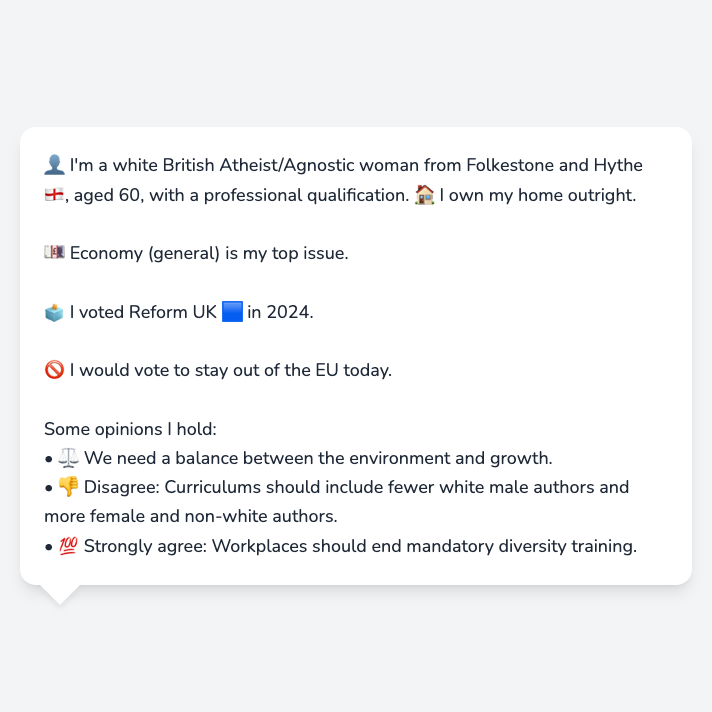 👤 I'm a white British Atheist/Agnostic woman from Folkestone and Hythe
🏴󠁧󠁢󠁥󠁮󠁧󠁿, aged 60, with a professional qualification. 🏠 I own my home outright.
💷 Economy (general) is my top issue.
🗳️ I voted Reform UK 🟦 in 2024.
🚫 I would vote to stay out of the EU today.
Some opinions I hold:
• ⚖️ We need a balance between the environment and growth.
• 👎 Disagree: Curriculums should include fewer white male authors and
more female and non-white authors.
• 💯 Strongly agree: Workplaces should end mandatory diversity training.